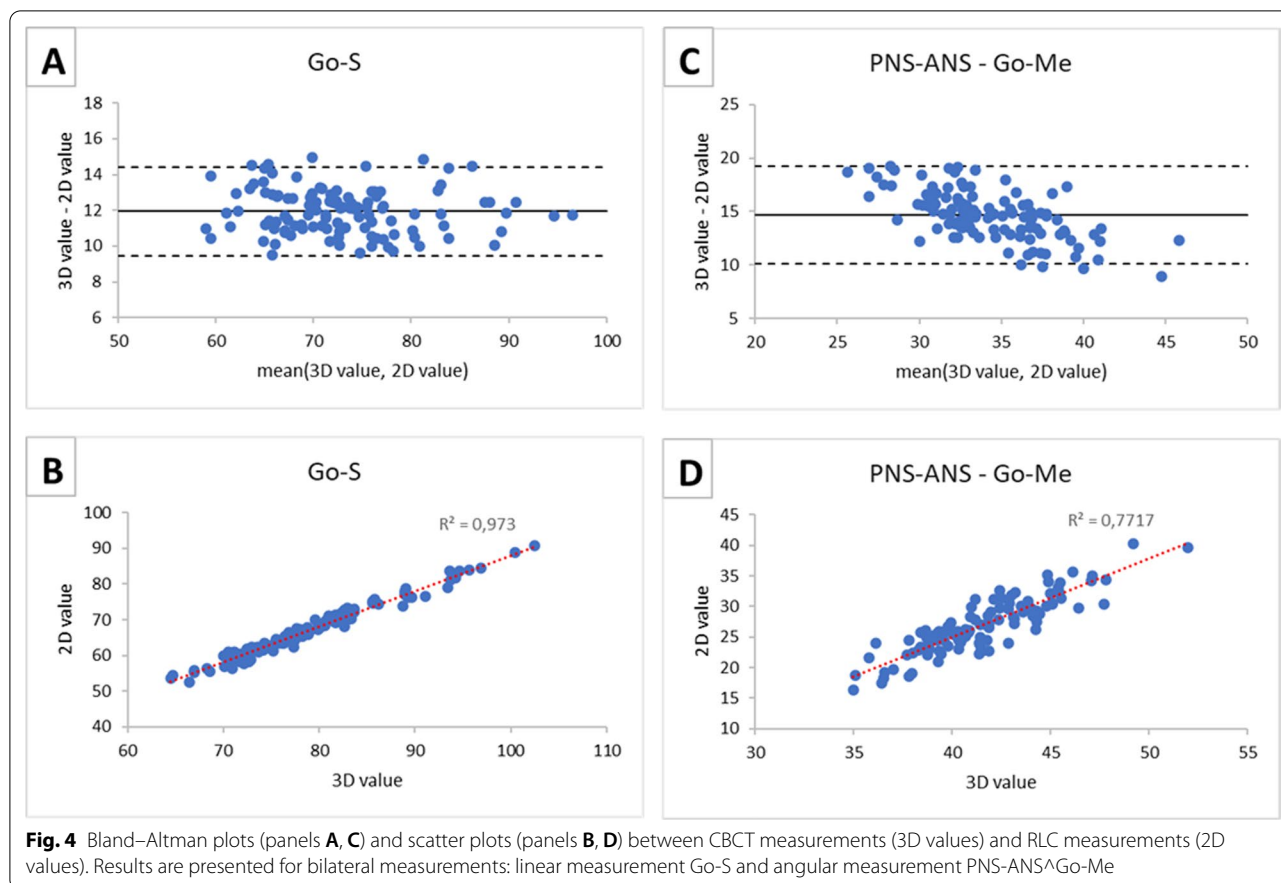 A
Go-S
3D value - 2D value
18
16
14
12
10
8
6
50 60 70 80 90 100
mean(3D value, 2D value)
C
PNS-ANS - Go-Me
3D value - 2D value
25
20
15
10
5
20 25 30 35 40 45 50
mean(3D value, 2D value)
B
Go-S
R² = 0,973
2D value
100
90
80
70
60
50
40
60 70 80 90 100 110
3D value
D
PNS-ANS - Go-Me
R² = 0,7717
2D value
45
40
35
30
25
20
15
10
30 35 40 45 50 55
3D value
Fig. 4 Bland–Altman plots (panels A, C) and scatter plots (panels B, D) between CBCT measurements (3D values) and RLC measurements (2D
values). Results are presented for bilateral measurements: linear measurement Go-S and angular measurement PNS-ANS^Go-Me